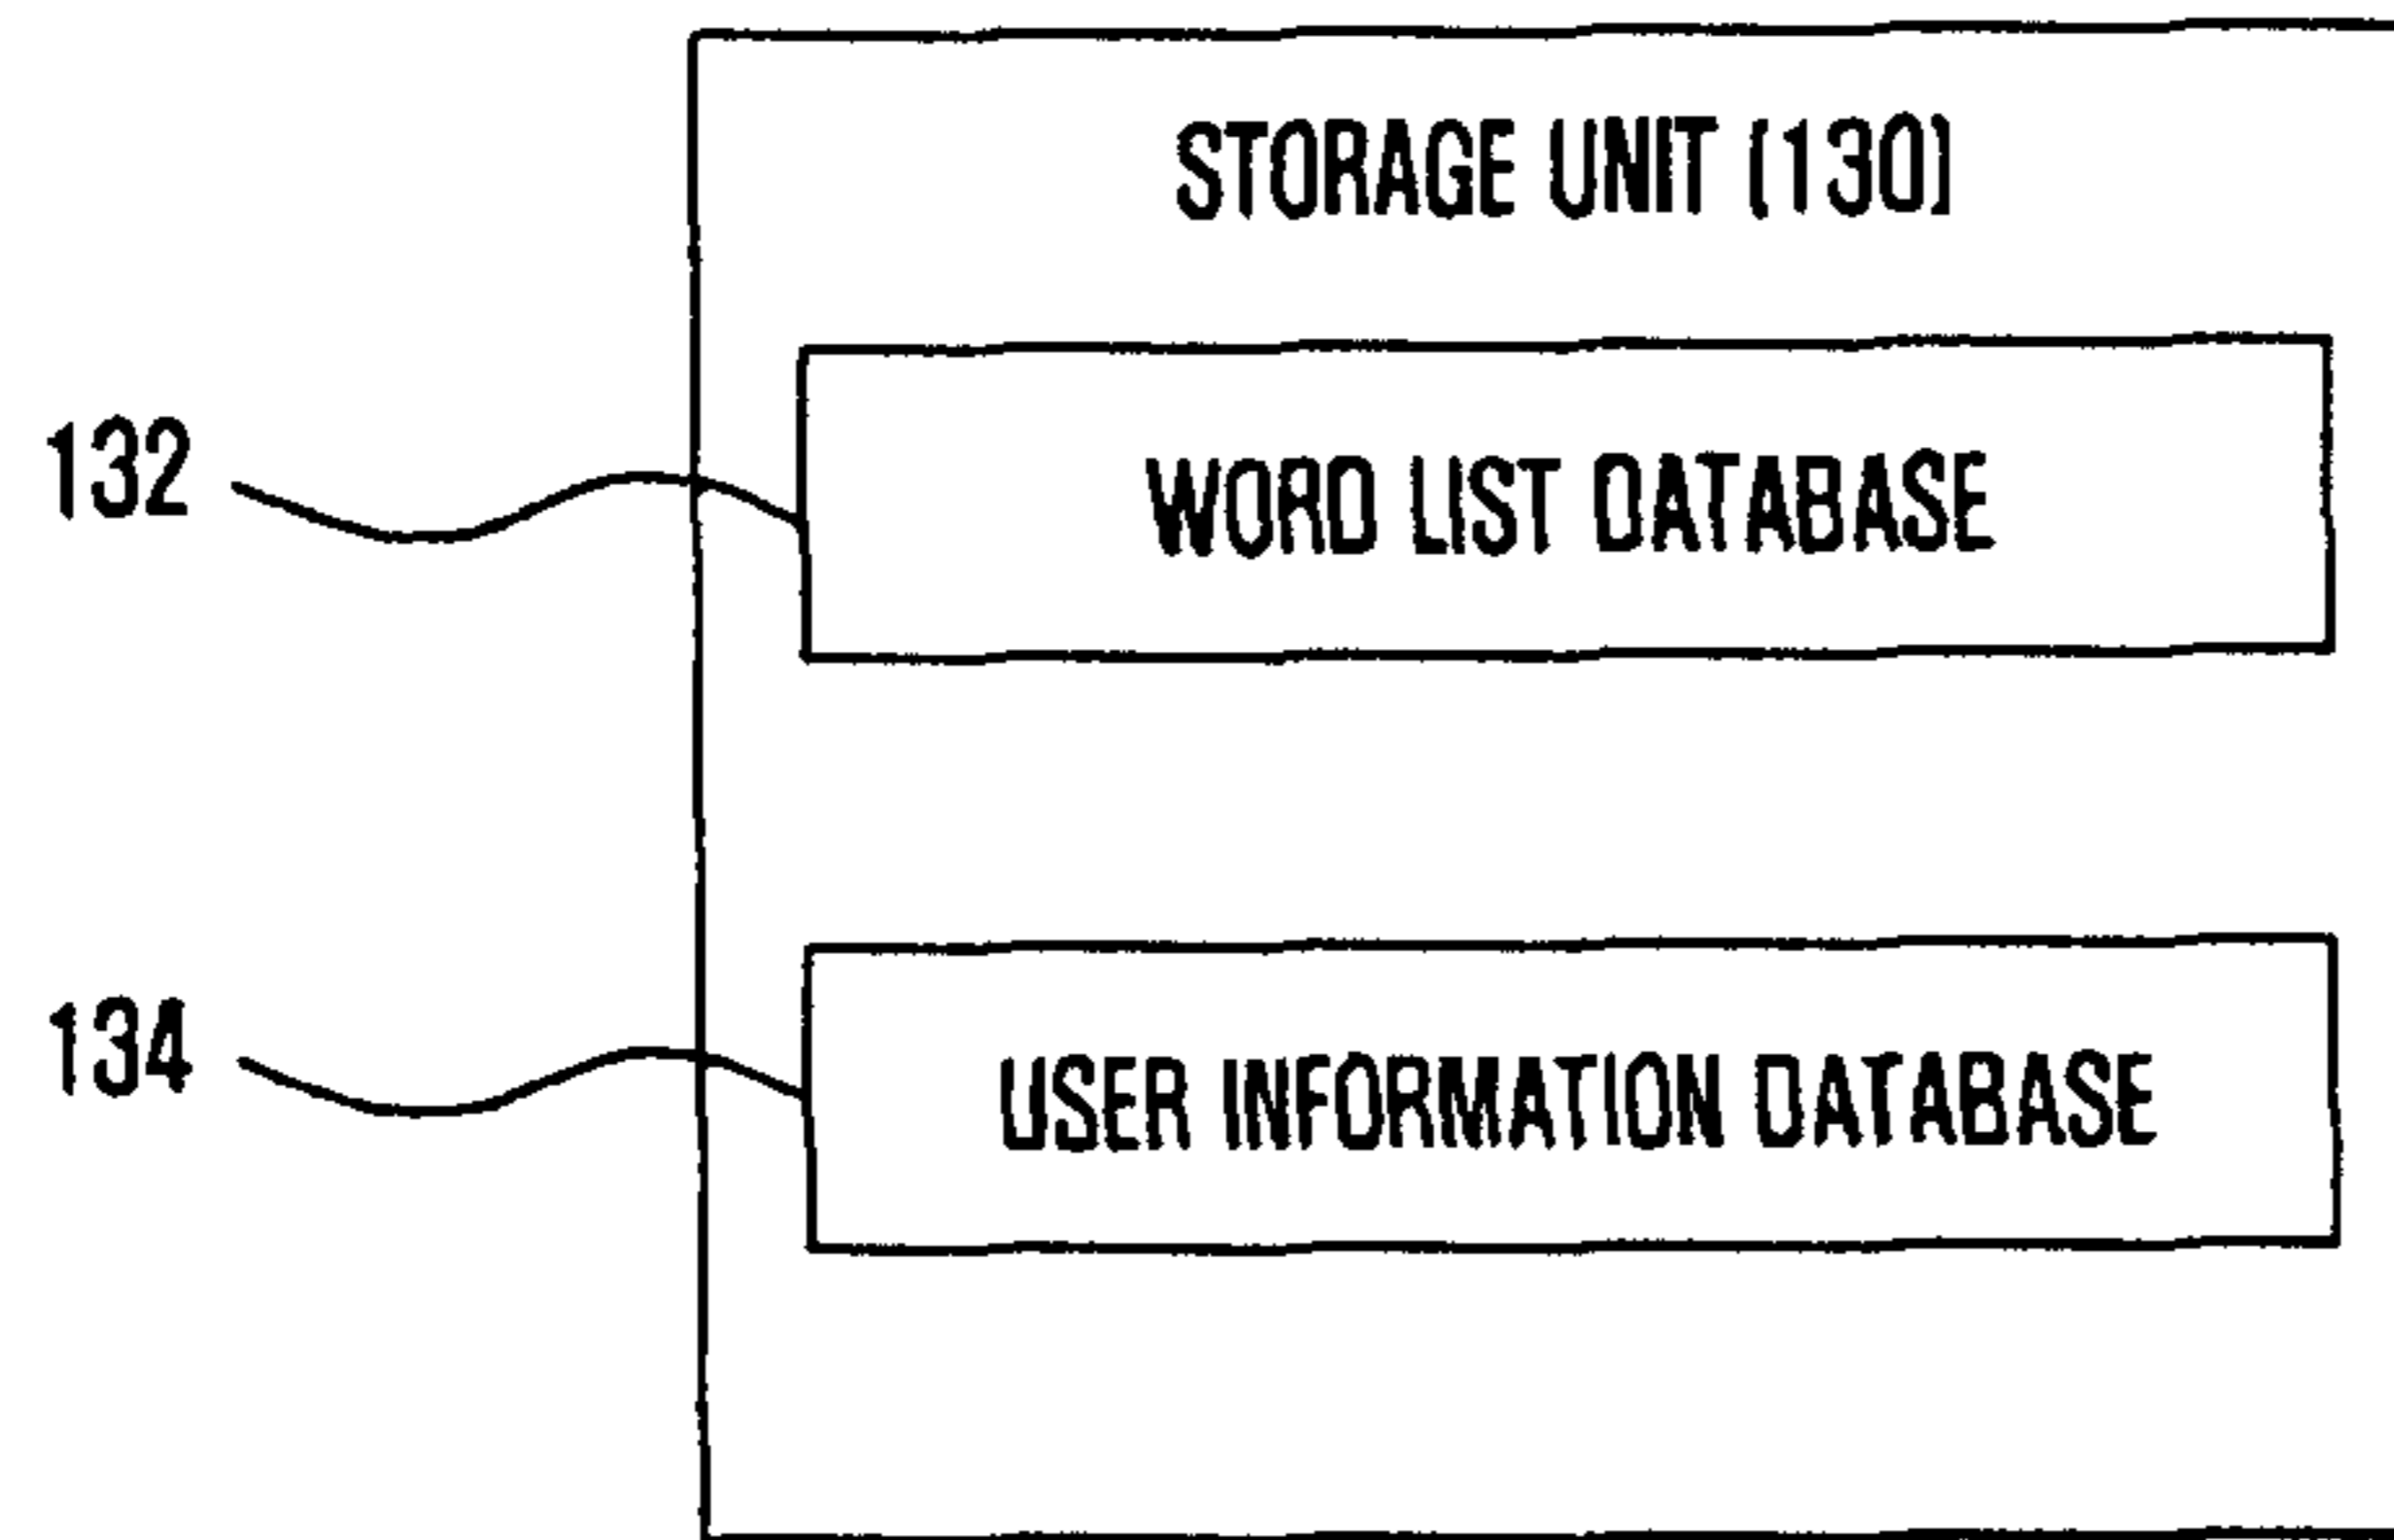 STORAGE UNIT (130)
132
WORD LIST DATABASE
134
USER INFORMATION DATABASE